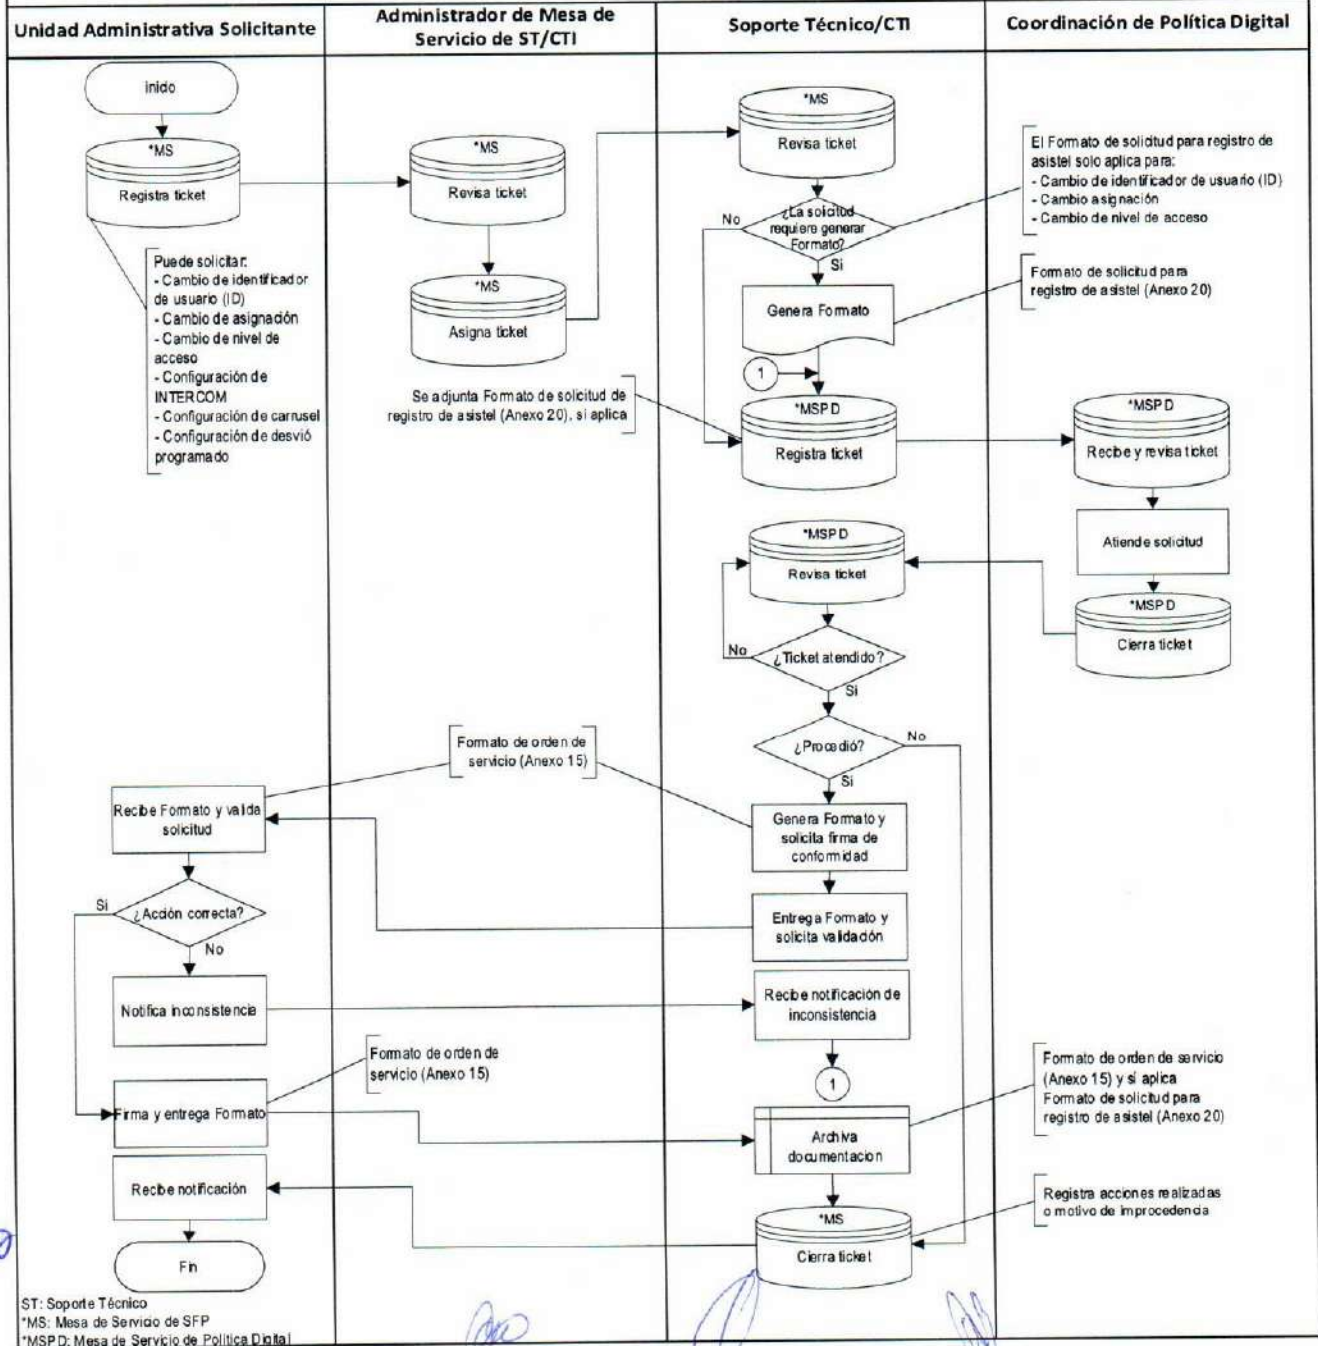 Unidad Administrativa Solicitante
Administrador de Mesa de
Servicio de ST/CTI
Soporte Técnico/CTI
Coordinación de Política Digital
Inicio
*MS
Registra ticket
Puede solicitar:
- Cambio de identificador
de usuario (ID)
- Cambio de asignación
- Cambio de nivel de
acceso
- Configuración de
INTERCOM
- Configuración de carrusel
- Configuración de desvió
programado
*MS
Revisa ticket
*MS
Asigna ticket
*MS
Revisa ticket
¿La solicitud
requiere generar
Formato?
No
Si
El Formato de solicitud para registro de
asistel solo aplica para:
- Cambio de identificador de usuario (ID)
- Cambio asignación
- Cambio de nivel de acceso
Genera Formato
Formato de solicitud para
registro de asistel (Anexo 20)
1
Se adjunta Formato de solicitud de
registro de asistel (Anexo 20), si aplica
*MSPD
Registra ticket
*MSPD
Recibe y revisa ticket
Atiende solicitud
*MSPD
Cierra ticket
*MSPD
Revisa ticket
¿Ticket atendido?
No
Si
¿Procedió?
No
Si
Formato de orden de
servicio (Anexo 15)
Genera Formato y
solicita firma de
conformidad
Entrega Formato y
solicita validación
Recibe Formato y valida
solicitud
¿Acción correcta?
Si
No
Notifica inconsistencia
Recibe notificación de
inconsistencia
1
Formato de orden de
servicio (Anexo 15)
Firma y entrega Formato
Archiva
documentacion
Formato de orden de servicio
(Anexo 15) y sí aplica
Formato de solicitud para
registro de asistel (Anexo 20)
*MS
Cierra ticket
Registra acciones realizadas
o motivo de improcedencia
Recibe notificación
Fin
ST: Soporte Técnico
*MS: Mesa de Servicio de SFP
*MSPD: Mesa de Servicio de Política Digital